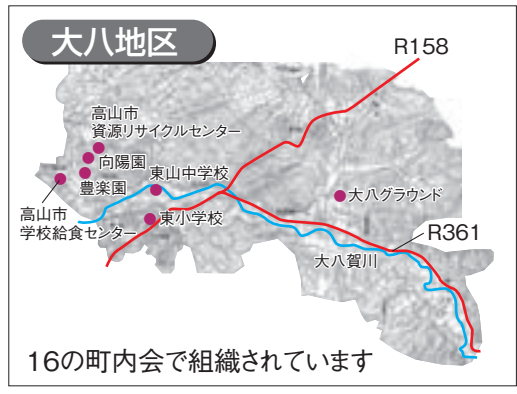 大八地区
R158
高山市
資源リサイクルセンター
向陽園
豊楽園
東山中学校
高山市
学校給食センター
東小学校
大八グラウンド
R361
大八賀川
16の町内会で組織されています